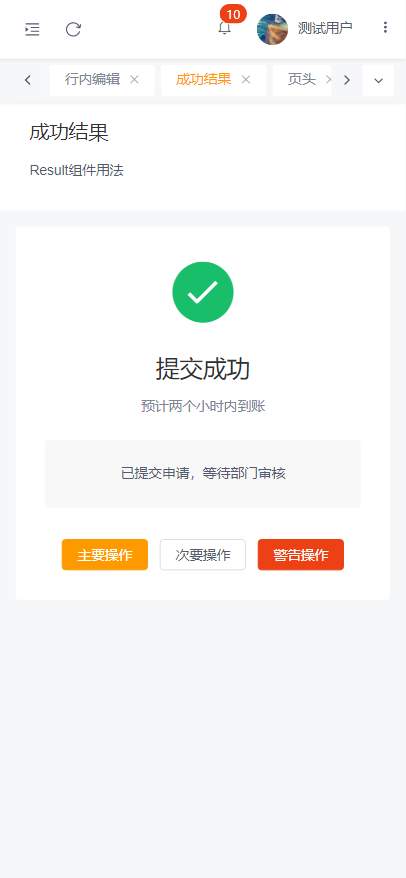 10
测试用户
行内编辑 成功结果 页头
成功结果
Result组件用法
提交成功
预计两个小时内到账
已提交申请，等待部门审核
主要操作 次要操作 警告操作